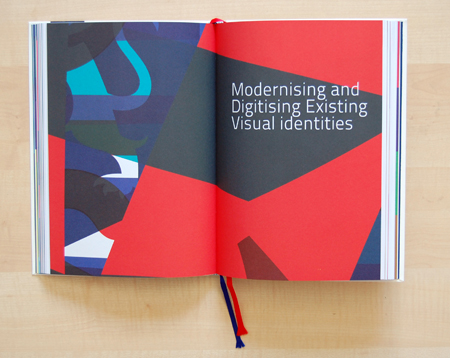 Modernising and
Digitising Existing
Visual identities